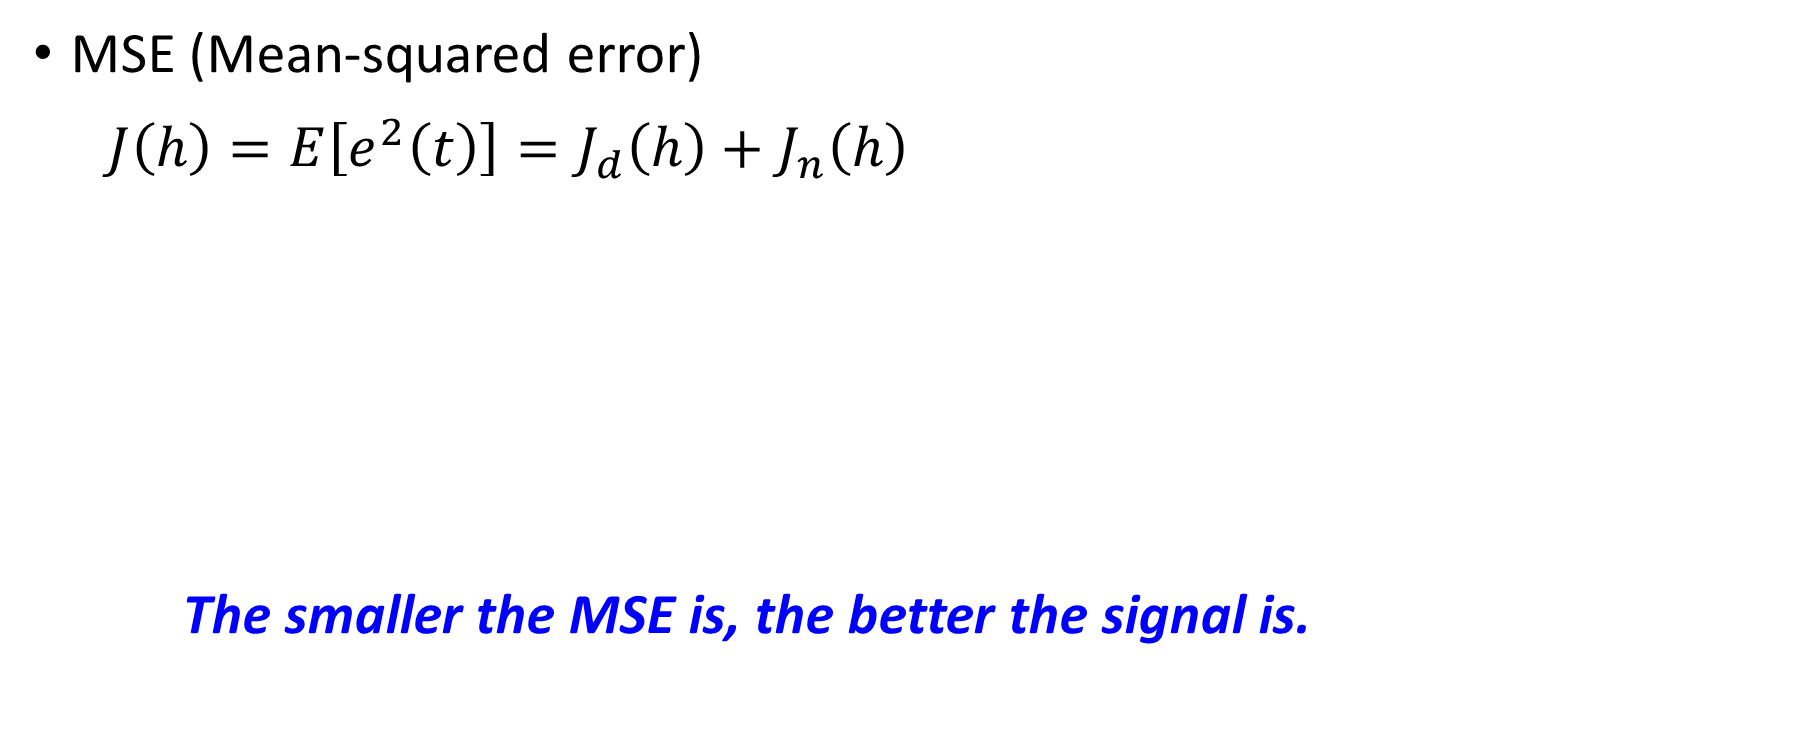 • MSE (Mean-squared error)
J(h) = E[e²(t)] = J_d(h) + J_n(h)
The smaller the MSE is, the better the signal is.